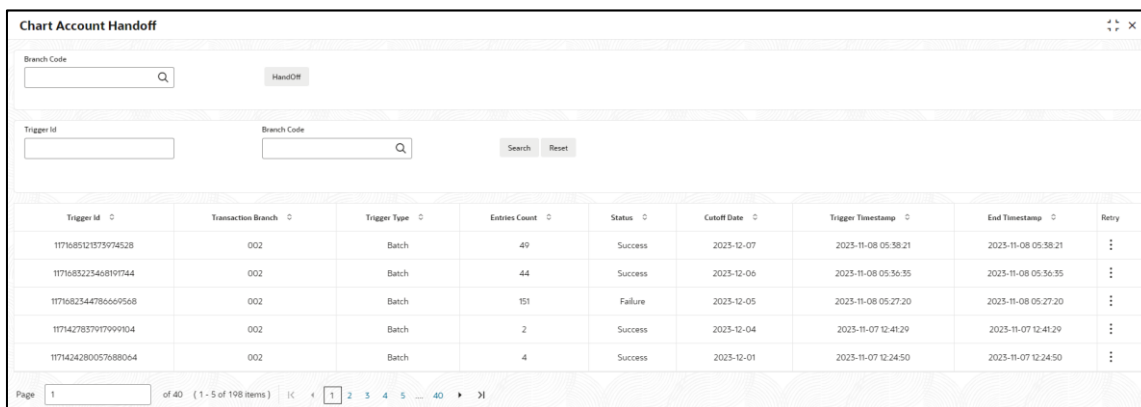 Chart Account Handoff
Branch Code
HandOff
Trigger Id Branch Code
Search Reset
Trigger Id Transaction Branch Trigger Type Entries Count Status Cutoff Date Trigger Timestamp End Timestamp Retry
1171685121373974528 002 Batch 49 Success 2023-12-07 2023-11-08 05:38:21 2023-11-08 05:38:21
1171683223468191744 002 Batch 44 Success 2023-12-06 2023-11-08 05:36:35 2023-11-08 05:36:35
1171682344786669568 002 Batch 151 Failure 2023-12-05 2023-11-08 05:27:20 2023-11-08 05:27:20
1171427837917999104 002 Batch 2 Success 2023-12-04 2023-11-07 12:41:29 2023-11-07 12:41:29
1171424280057688064 002 Batch 4 Success 2023-12-01 2023-11-07 12:24:50 2023-11-07 12:24:50
Page 1 of 40 (1 - 5 of 198 items) 1 2 3 4 5 ... 40